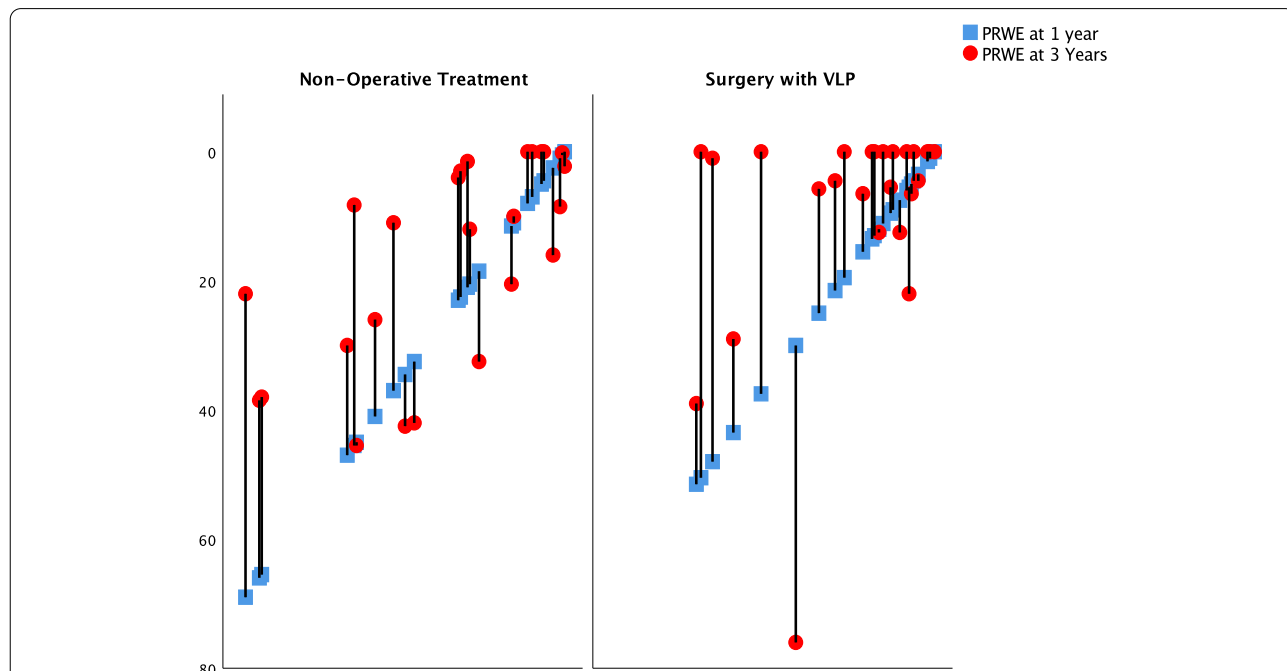 PRWE at 1 year
PRWE at 3 Years
Non-Operative Treatment
Surgery with VLP
0
20
40
60
80